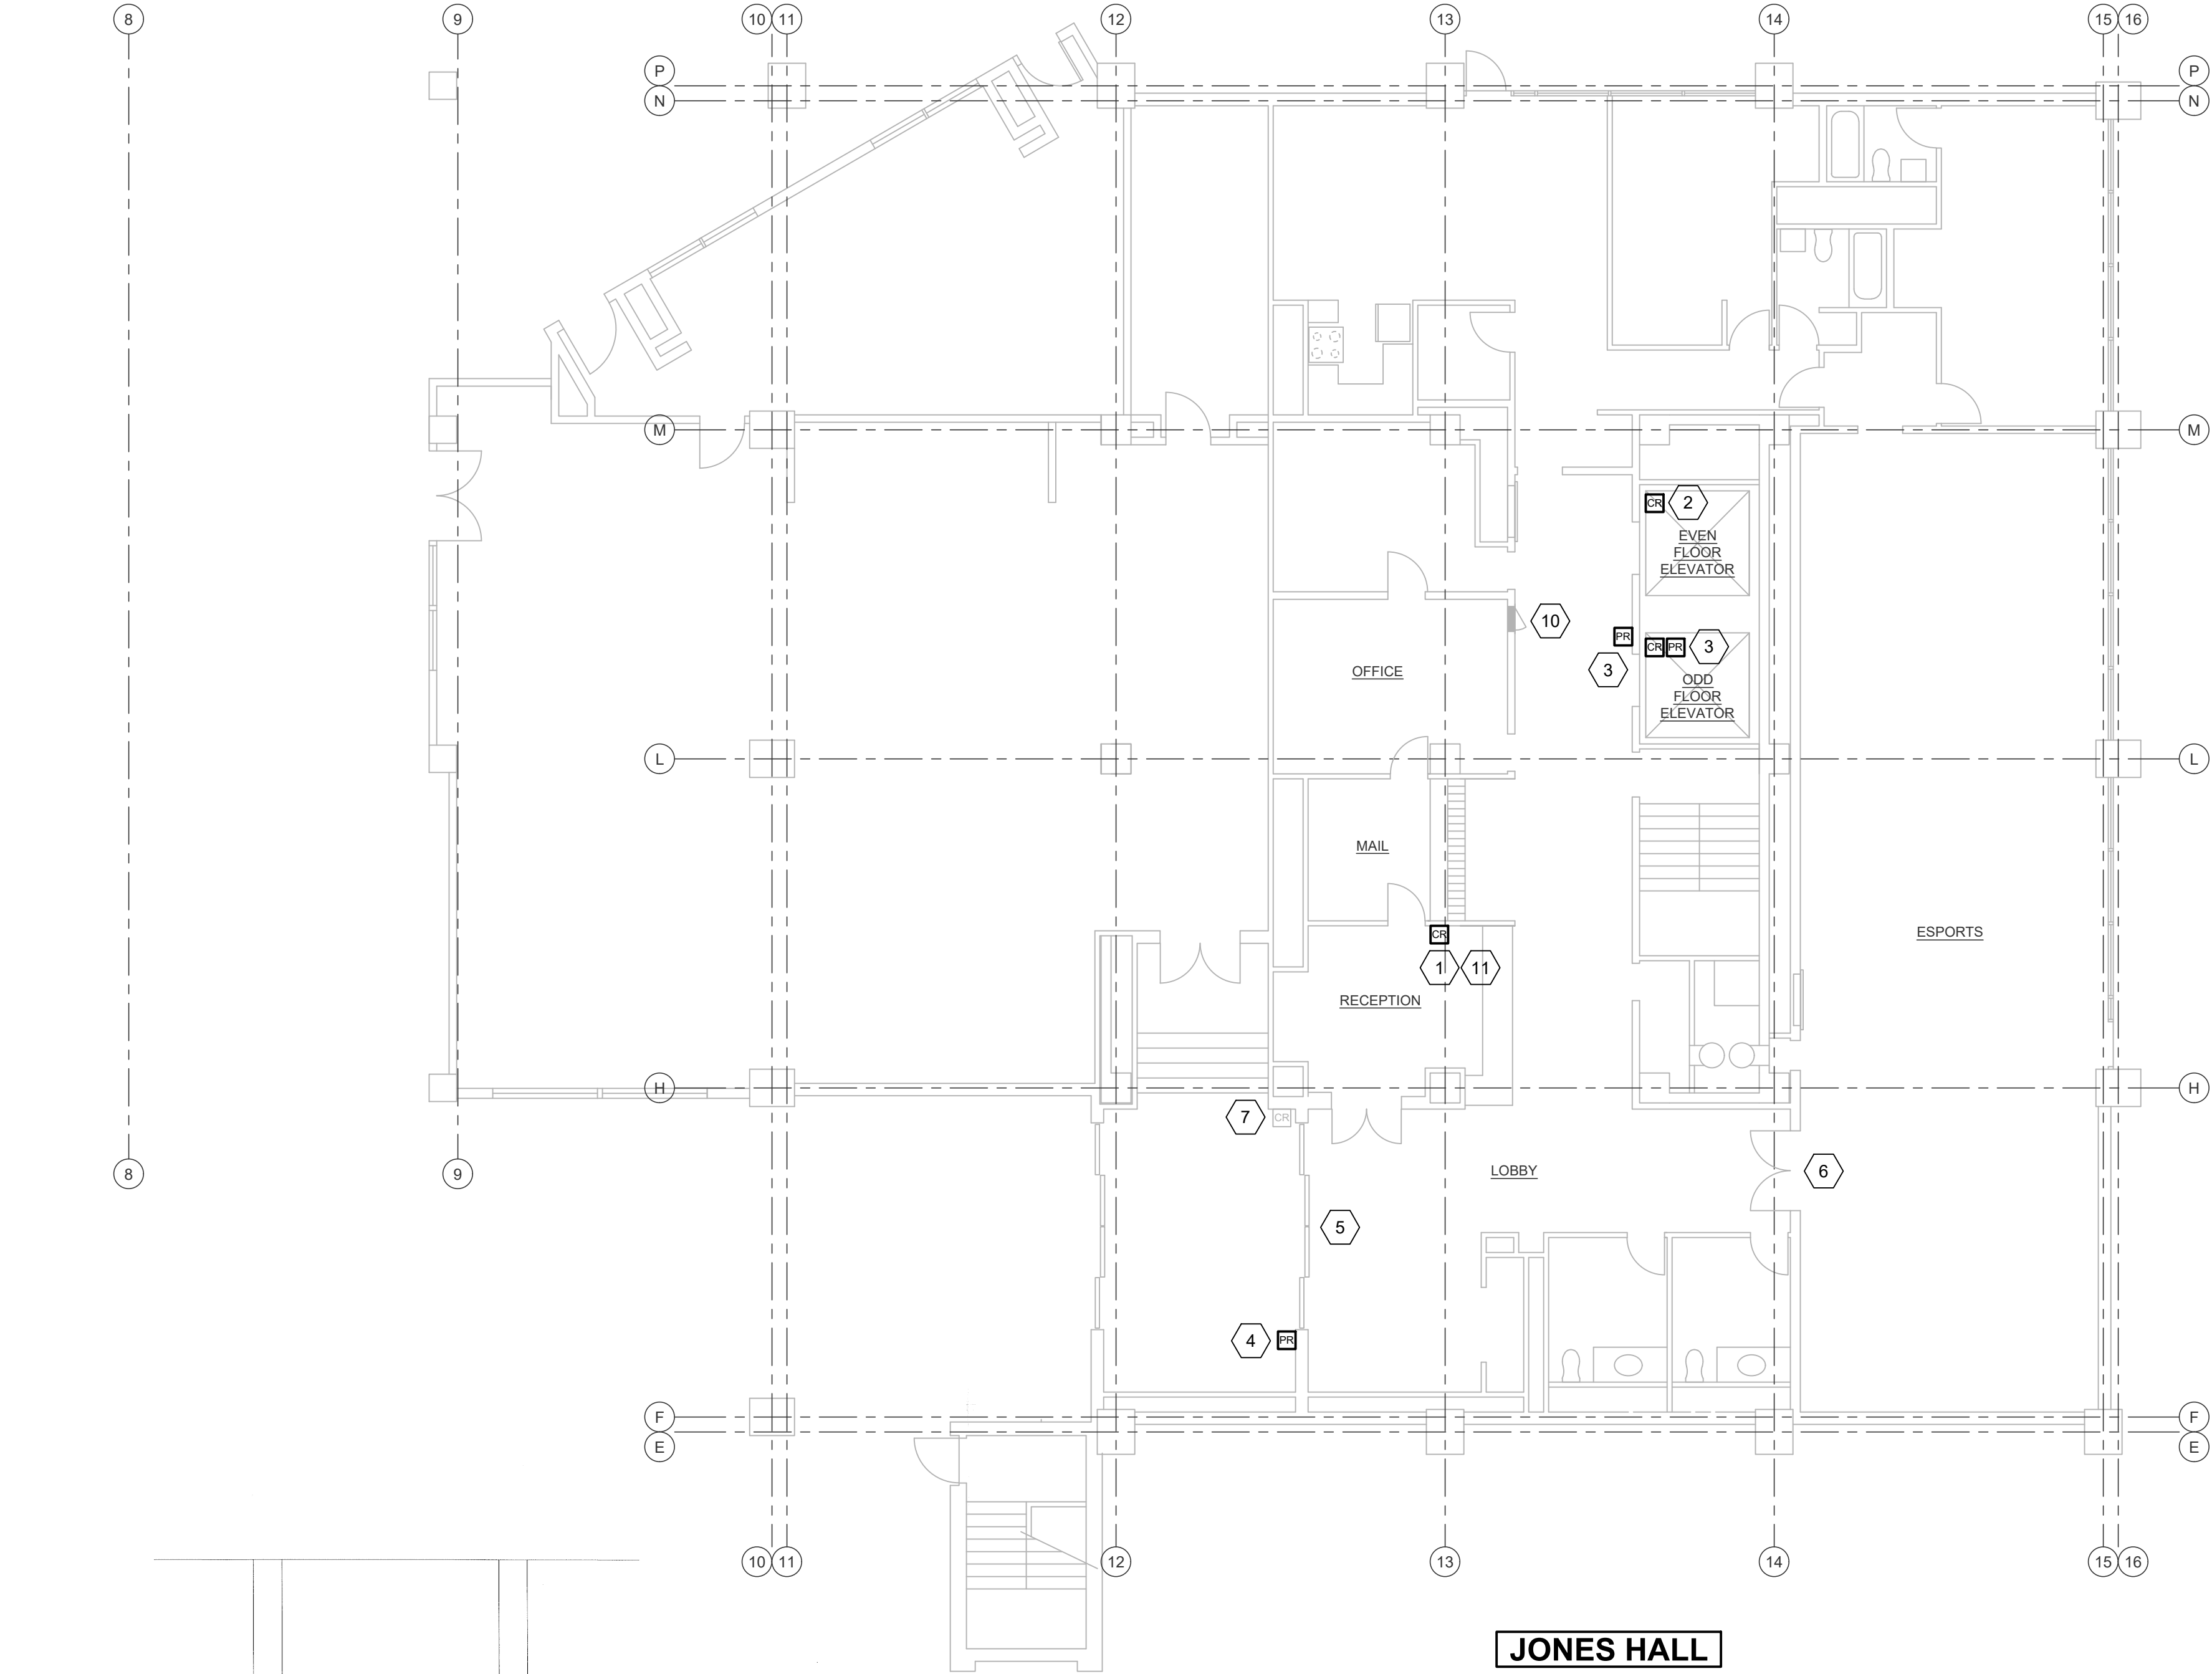 8
9
10 11
12
13
14
15 16
P
P
N
N
M
M
CR 2
EVEN
FLOOR
ELEVATOR
10
PR
CR PR 3
3
OFFICE
ODD
FLOOR
ELEVATOR
L
L
MAIL
CR
ESPORTS
1 11
RECEPTION
H
H
7 CR
LOBBY
6
8
9
5
4 PR
F
F
E
E
10 11
12
13
14
15 16
JONES HALL